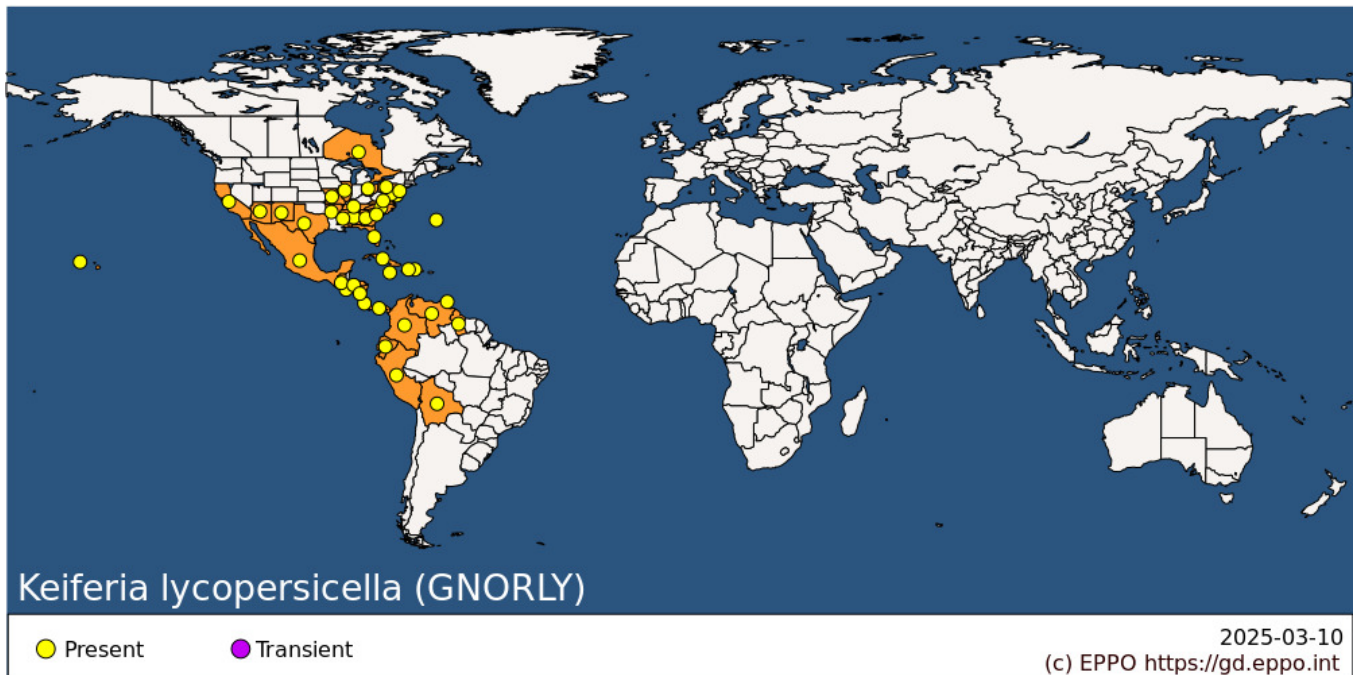 Keiferia lycopersicella (GNORLY)
Present
Transient
2025-03-10
(c) EPPO https://gd.eppo.int